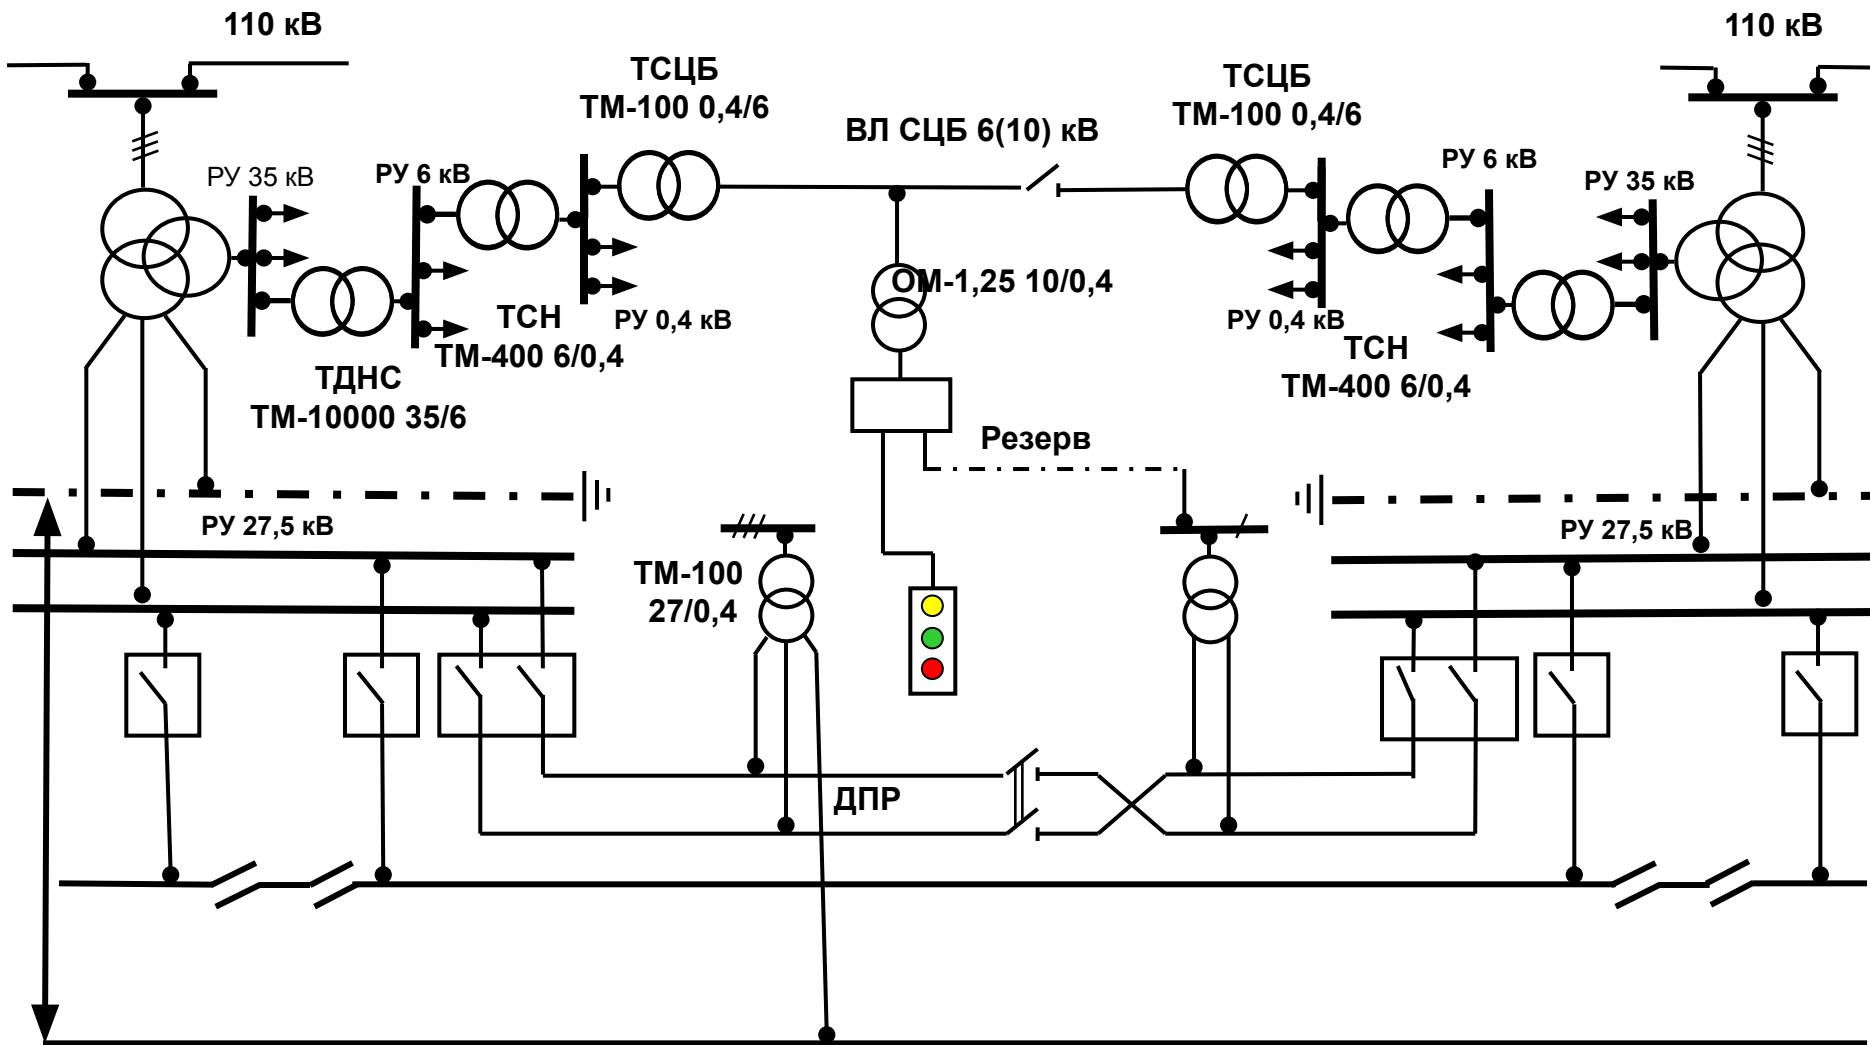 110 кВ
110 кВ
ТСЦБ
ТМ-100 0,4/6
ТСЦБ
ТМ-100 0,4/6
ВЛ СЦБ 6(10) кВ
РУ 35 кВ
РУ 6 кВ
РУ 6 кВ
РУ 35 кВ
ОМ-1,25 10/0,4
ТСН
ТМ-400 6/0,4
РУ 0,4 кВ
РУ 0,4 кВ
ТСН
ТМ-400 6/0,4
ТДНС
ТМ-10000 35/6
Резерв
РУ 27,5 кВ
РУ 27,5 кВ
ТМ-100
27/0,4
ДПР